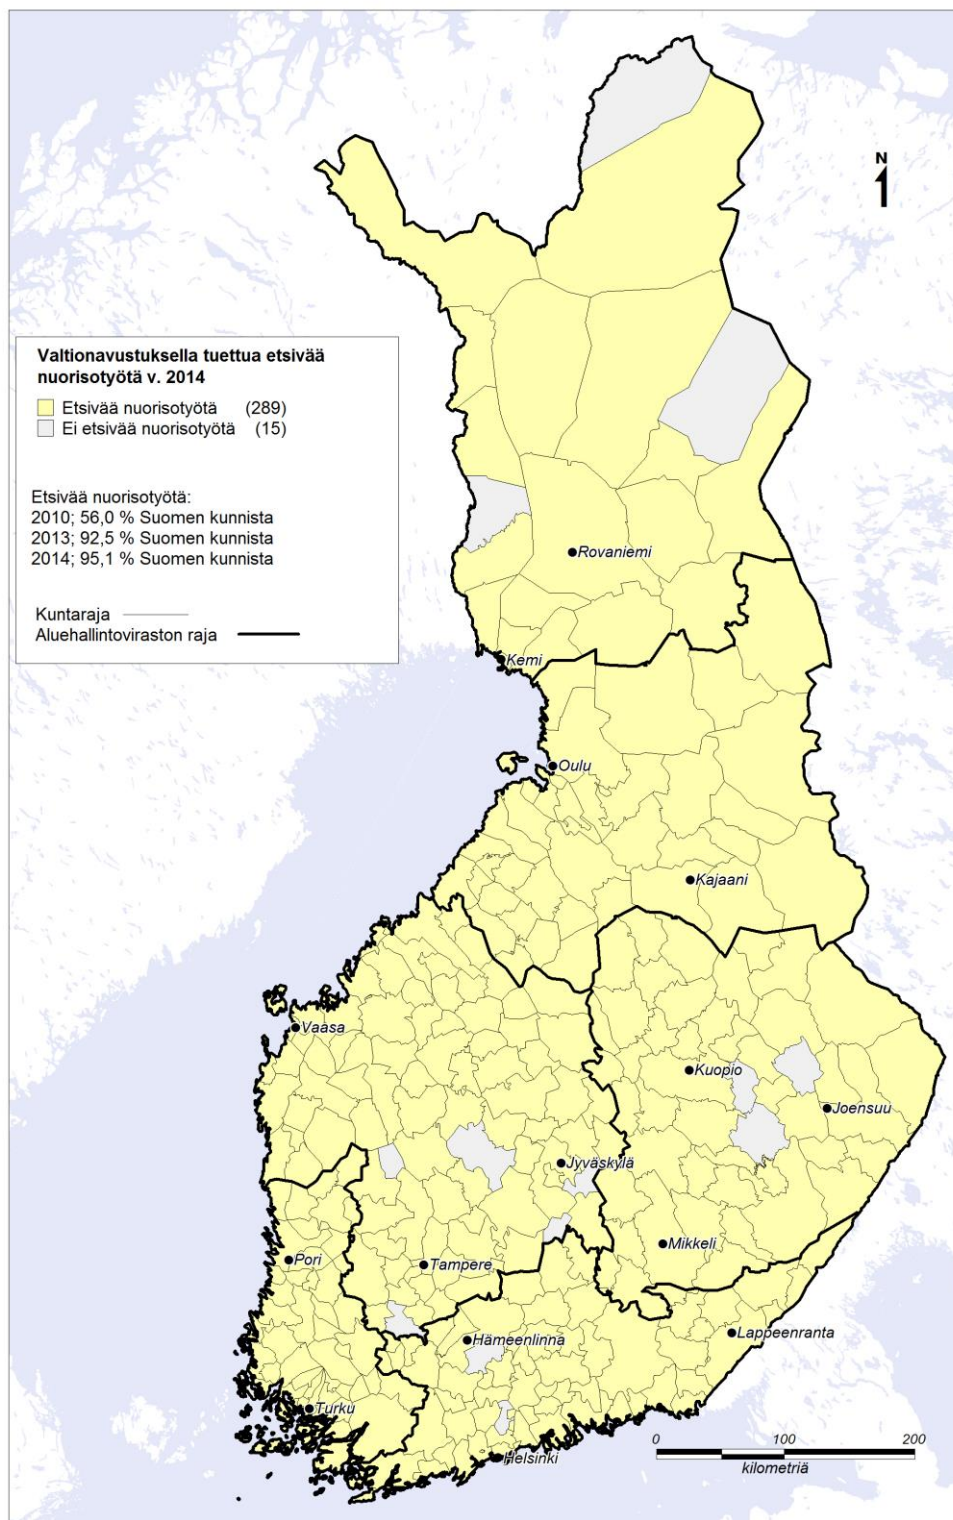 N
Valtionavustuksella tuettua etsivää
nuorisotyötä v. 2014
Etsivää nuorisotyötä (289)
Ei etsivää nuorisotyötä (15)
Etsivää nuorisotyötä:
2010; 56,0 % Suomen kunnista
2013; 92,5 % Suomen kunnista
2014; 95,1 % Suomen kunnista
Kuntaraja
Aluehallintoviraston raja
Rovaniemi
Kemi
Oulu
Kajaani
Vaasa
Kuopio
Joensuu
Jyväskylä
Mikkeli
Pori
Tampere
Lappeenranta
Hämeenlinna
Turku
Helsinki
0 100 200
kilometriä